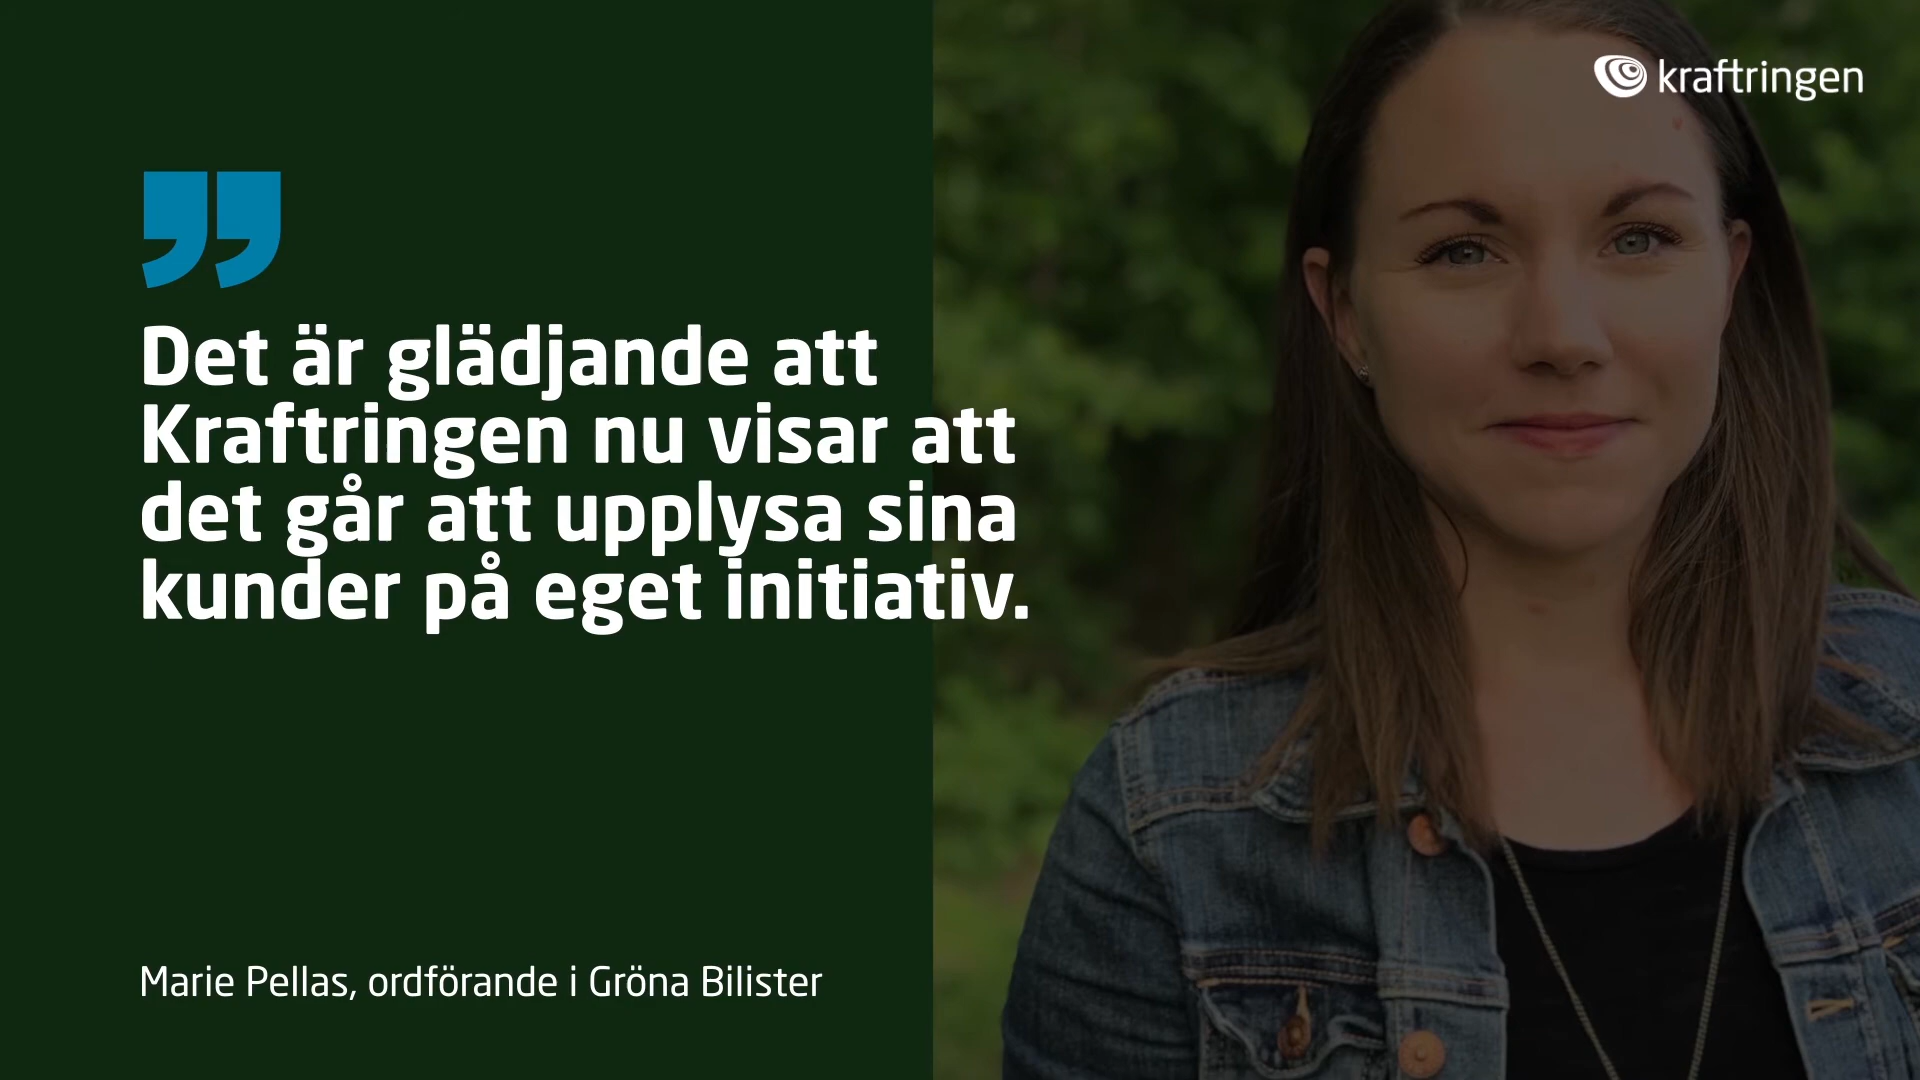 kraftringen
Det är glädjande att
Kraftringen nu visar att
det går att upplysa sina
kunder på eget initiativ.
Marie Pellas, ordförande i Gröna Bilister